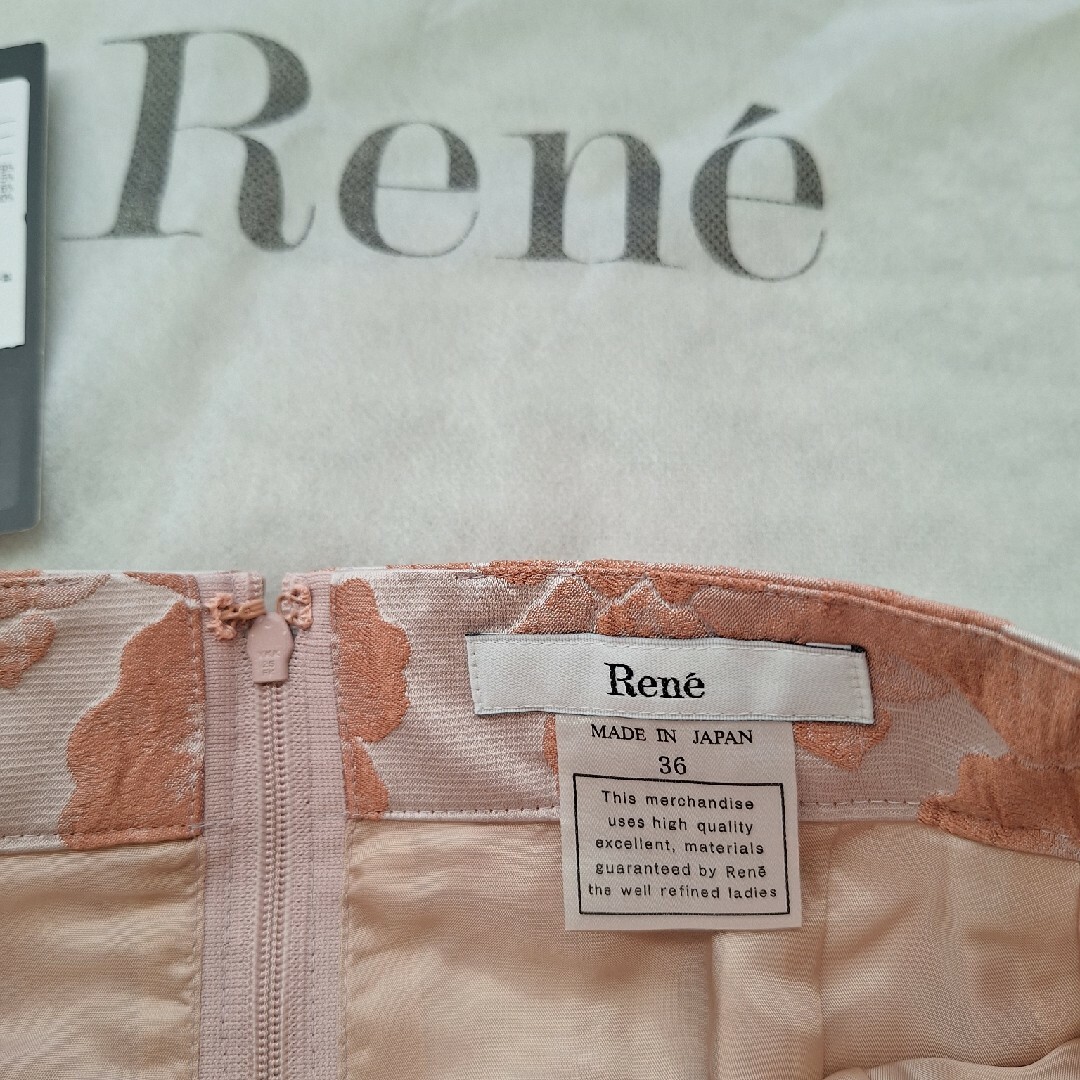 René
René
MADE IN JAPAN
36
This merchandise
uses high quality
excellent, materials
guaranteed by René
the well refined ladies